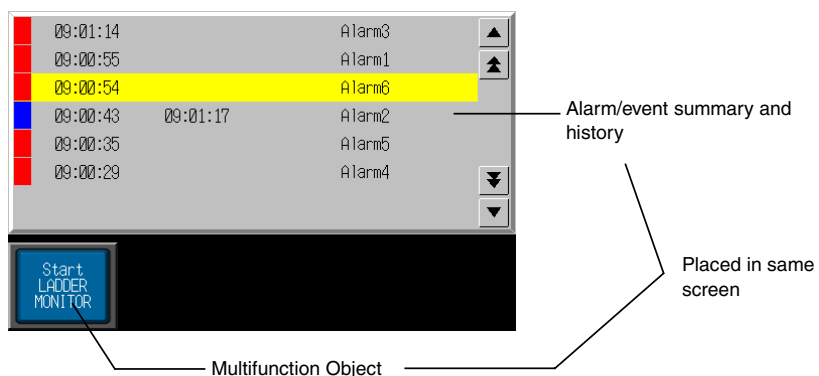 09:01:14 Alarm3
09:00:55 Alarm1
09:00:54 Alarm6
09:00:43 09:01:17 Alarm2
09:00:35 Alarm5
09:00:29 Alarm4
Alarm/event summary and
history
Start
LADDER
MONITOR
Placed in same
screen
Multifunction Object